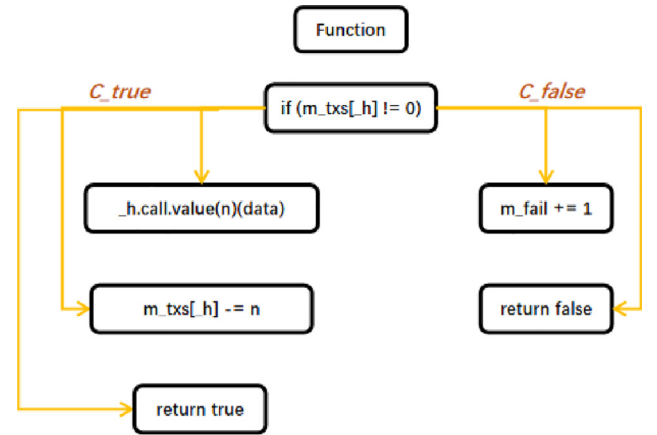 Function
C_true
if (m_txs[_h] != 0)
C_false
_h.call.value(n)(data)
m_fail += 1
m_txs[_h] -= n
return false
return true